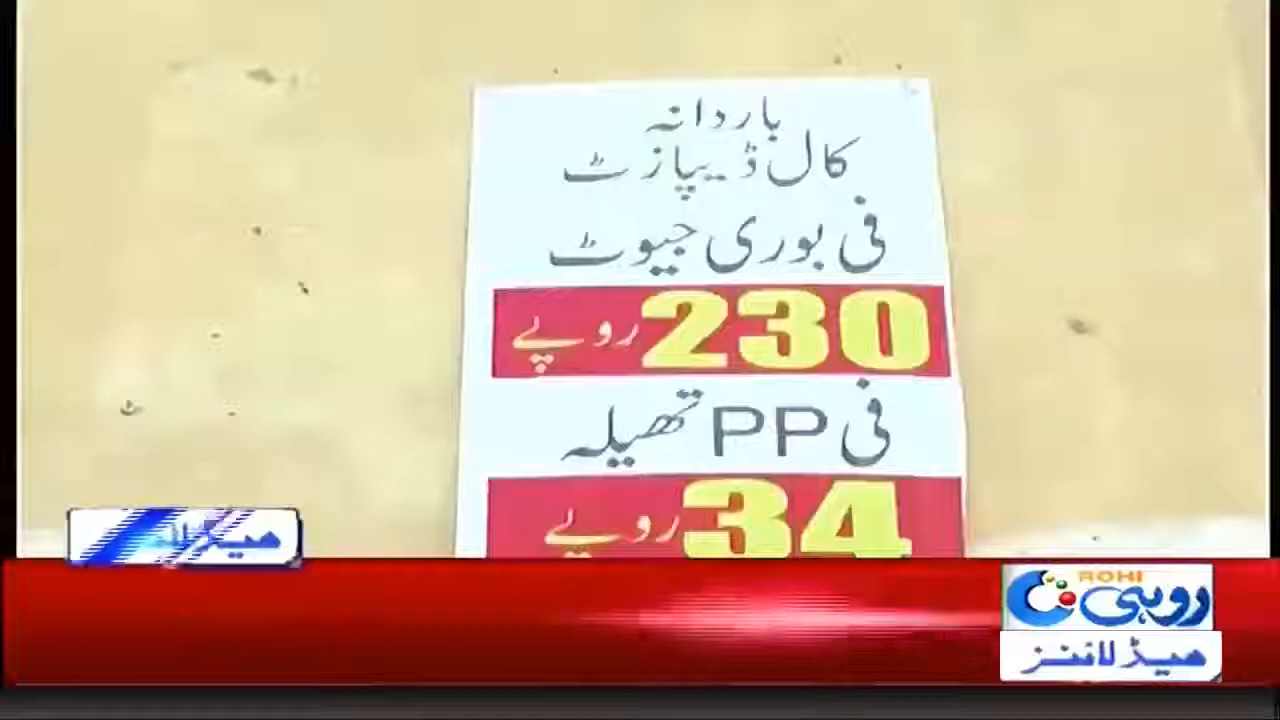 باردانہ
کال ڈیپازٹ
فی بوری جیوٹ
230 روپے
فی PP تھیلہ
34 روپے
ROHI
روہی
ہیڈلائنز